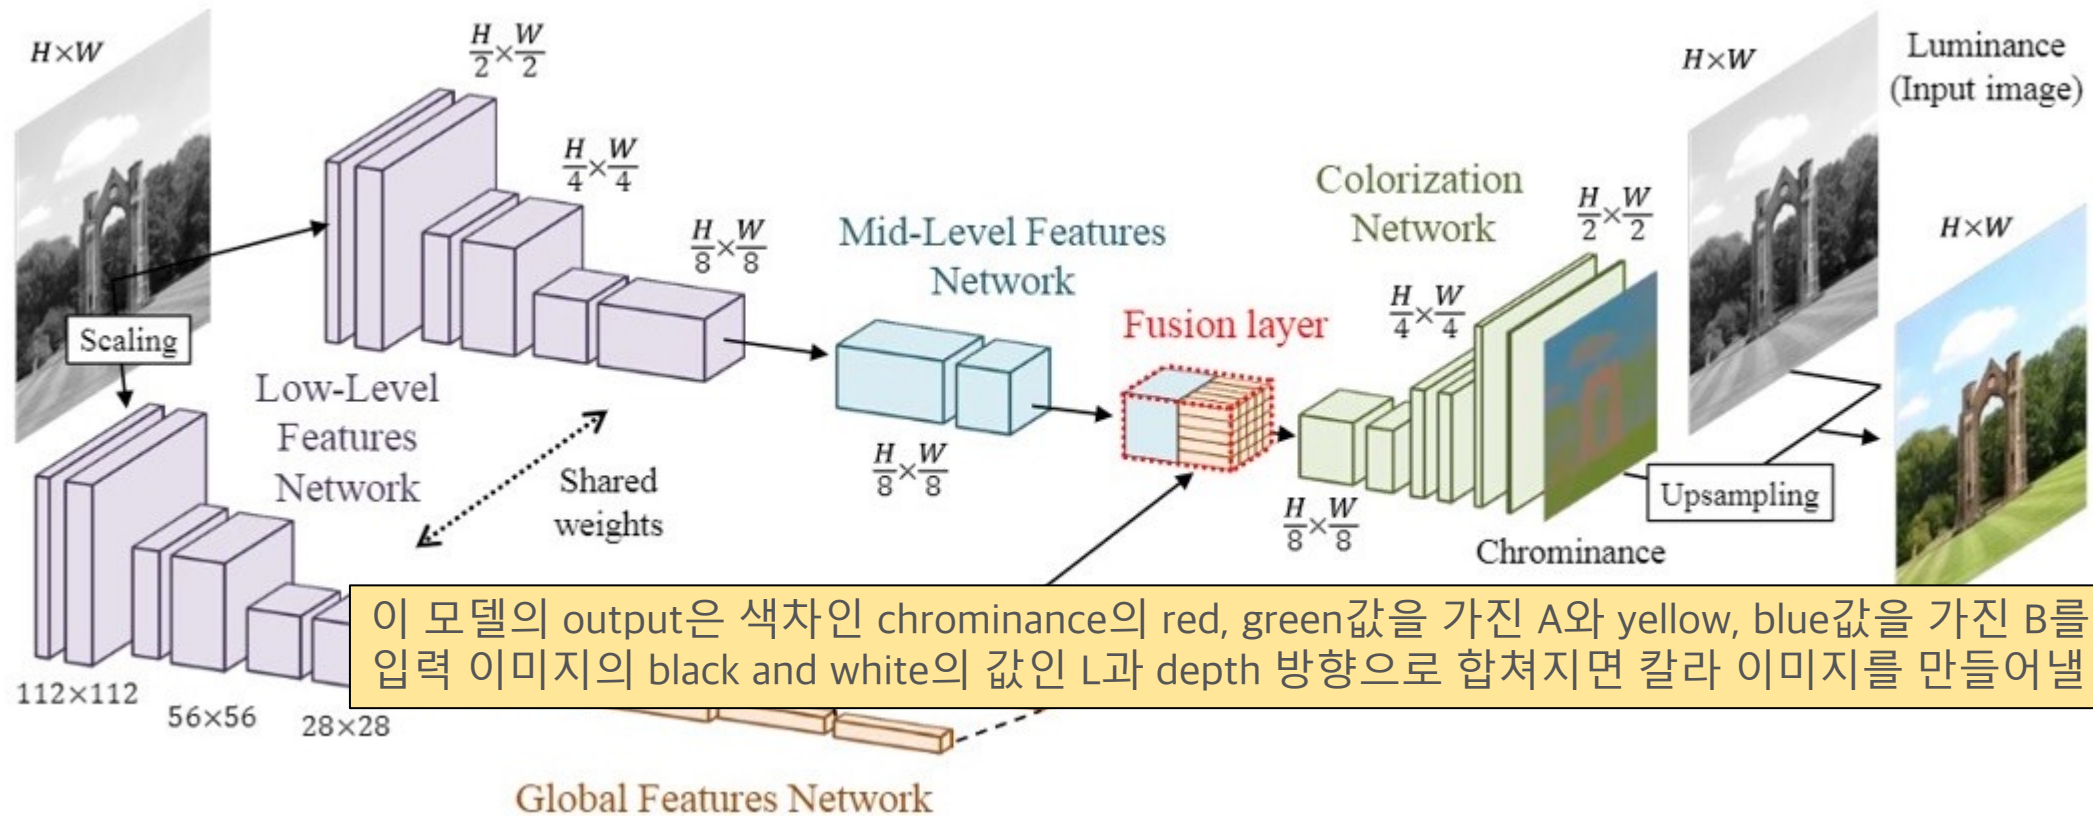 H×W
H/2×W/2
H/4×W/4
H/8×W/8
Scaling
Low-Level
Features
Network
Shared
weights
112×112
56×56
28×28
Mid-Level Features
Network
H/8×W/8
Fusion layer
Colorization
Network
H/8×W/8
H/4×W/4
H/2×W/2
Chrominance
H×W
Luminance
(Input image)
H×W
Upsampling
이 모델의 output은 색차인 chrominance의 red, green값을 가진 A와 yellow, blue값을 가진 B를
입력 이미지의 black and white의 값인 L과 depth 방향으로 합쳐지면 칼라 이미지를 만들어낼
Global Features Network